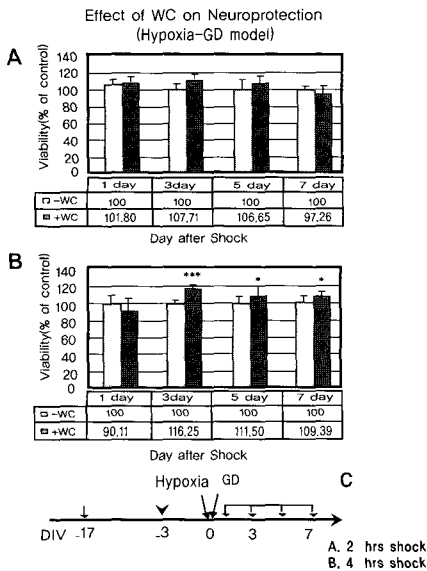 Effect of WC on Neuroprotection
(Hypoxia-GD model)
A
Viability(% of control)
140
120
100
80
60
40
20
0
1 day 3day 5 day 7 day
-WC 100 100 100 100
+WC 101.80 107,71 106,65 97,26
Day after Shock
B
Viability(% of control)
140
120
100
80
60
40
20
0
*** * *
1 day 3day 5 day 7 day
-WC 100 100 100 100
+WC 90,11 116,25 111,50 109,39
Day after Shock
C
Hypoxia GD
DIV -17 -3 0 3 7
A. 2 hrs shock
B. 4 hrs shock